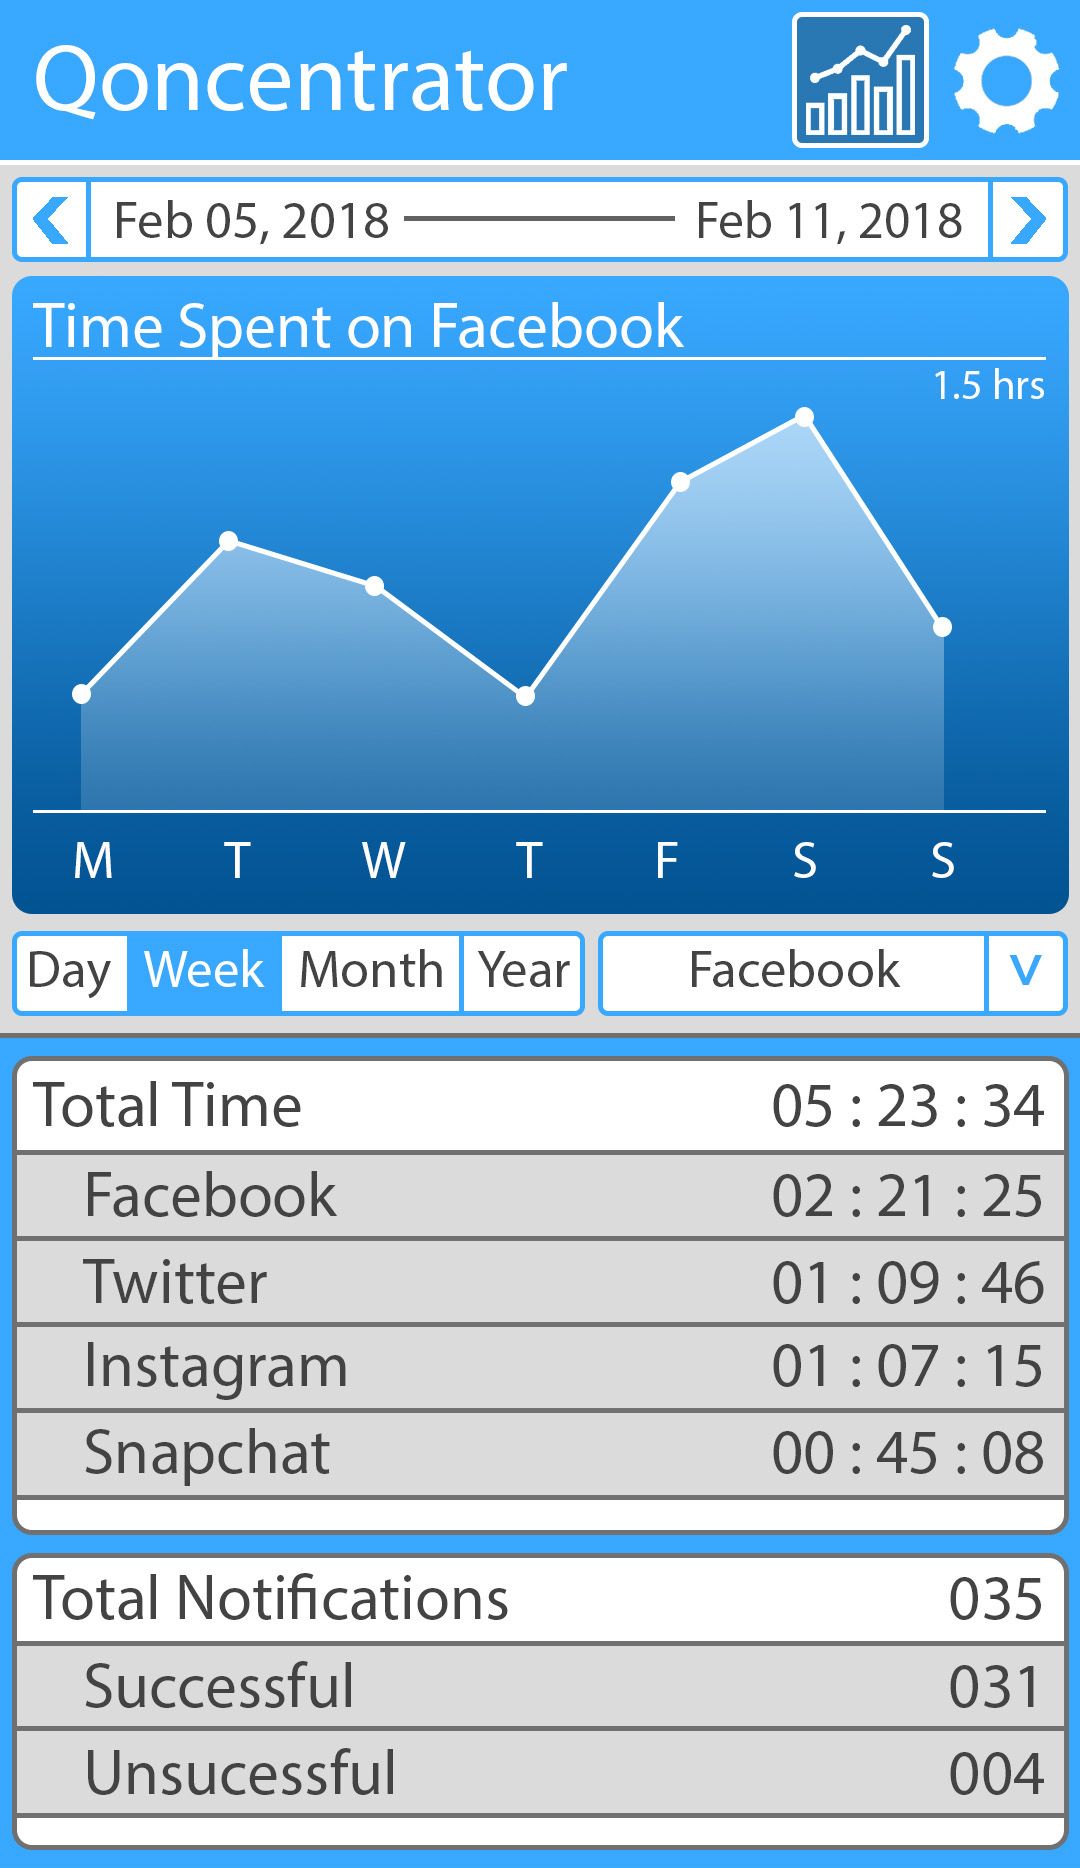 Qoncentrator
Feb 05, 2018 Feb 11, 2018
Time Spent on Facebook
1.5 hrs
M T W T F S S
Day Week Month Year Facebook
Total Time 05 : 23 : 34
Facebook 02 : 21 : 25
Twitter 01 : 09 : 46
Instagram 01 : 07 : 15
Snapchat 00 : 45 : 08
Total Notifications 035
Successful 031
Unsucessful 004